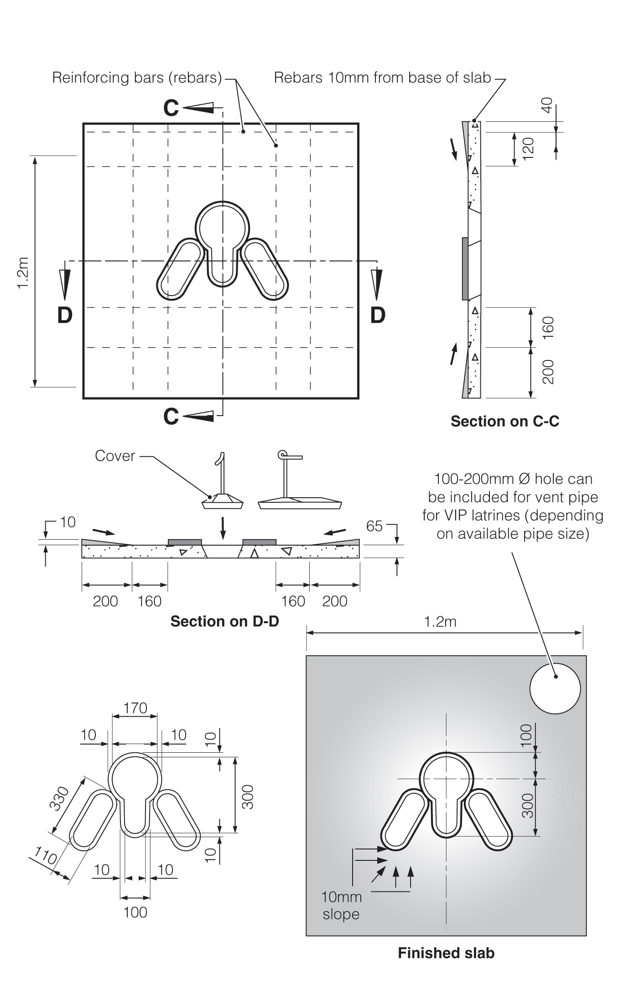 Reinforcing bars (rebars)
Rebars 10mm from base of slab
C
40
120
1.2m
D
D
160
200
C
Section on C-C
Cover
100-200mm Ø hole can
be included for vent pipe
for VIP latrines (depending
on available pipe size)
10
65
200
160
160
200
Section on D-D
1.2m
170
10
10
10
100
330
300
300
110
10
10
10
10mm
slope
100
Finished slab